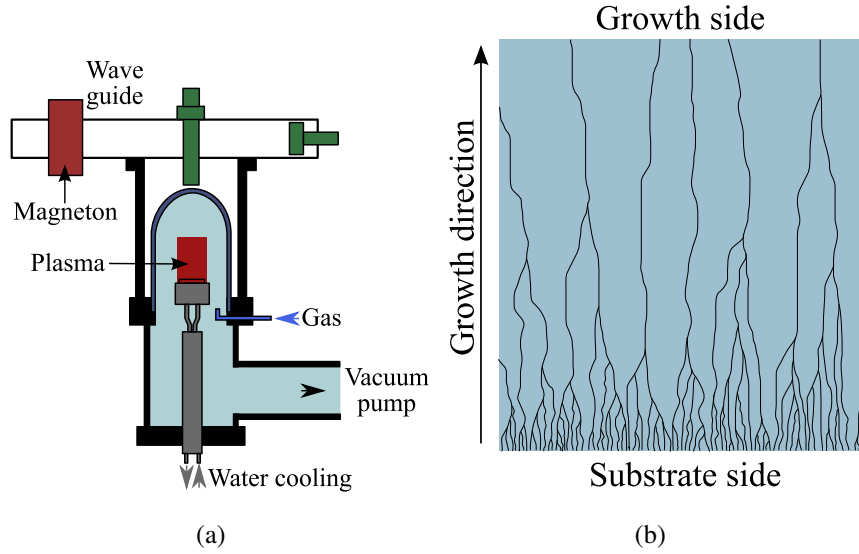 Wave
guide
Magneton
Plasma
Gas
Vacuum
pump
Water cooling
(a)
Growth side
Growth direction
Substrate side
(b)